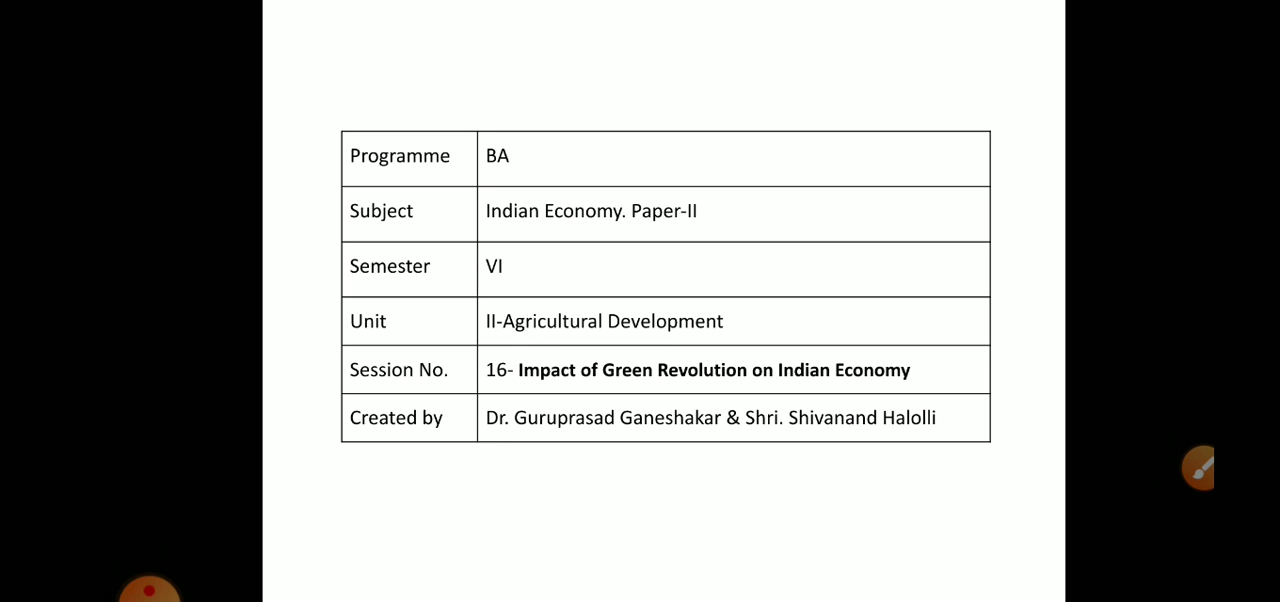 Programme BA
Subject Indian Economy. Paper-II
Semester VI
Unit II-Agricultural Development
Session No. 16- Impact of Green Revolution on Indian Economy
Created by Dr. Guruprasad Ganeshakar & Shri. Shivanand Halolli